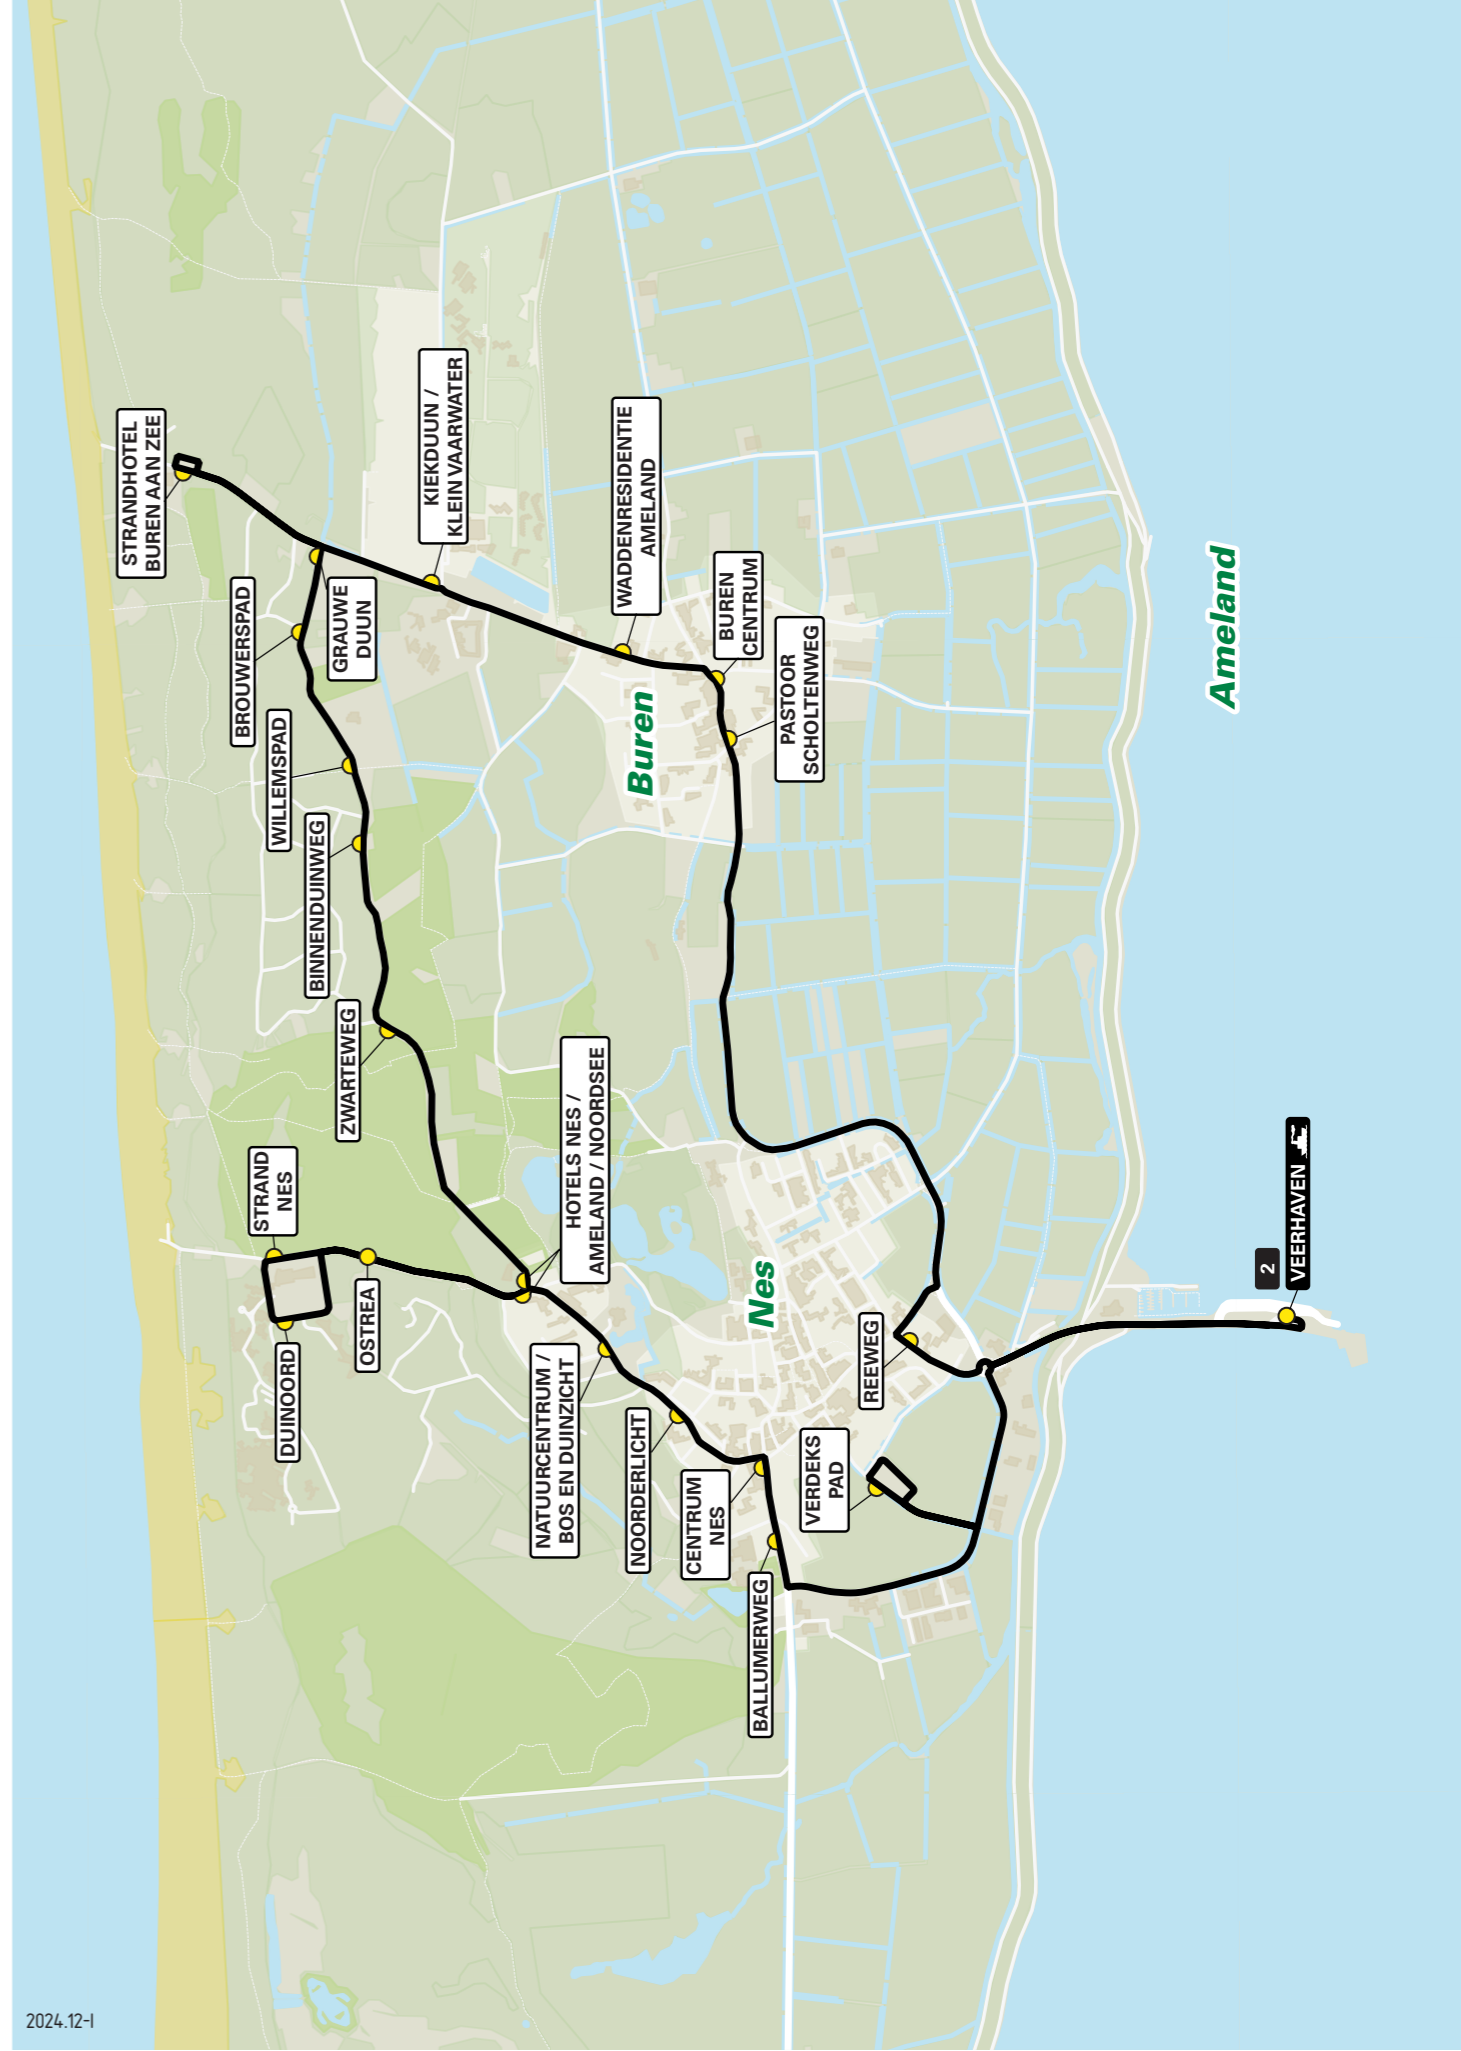 2024.12-I
STRANDHOTEL
BUREN AAN ZEE
BROUWERSPAD
GRAUWE
DUUN
KIEKDUUN /
KLEIN VAARWATER
WADDENRESIDENTIE
AMELAND
BUREN
CENTRUM
PASTOOR
SCHOLTENWEG
Buren
WILLEMSPAD
BINNENDUINWEG
ZWARTEWEG
STRAND
NES
DUINOORD
OSTREA
HOTELS NES /
AMELAND / NOORDSEE
NATUURCENTRUM /
BOS EN DUINZICHT
NOORDERLICHT
CENTRUM
NES
BALLUMERWEG
VERDEKS
PAD
REEWEG
Nes
2
VEERHAVEN
Ameland